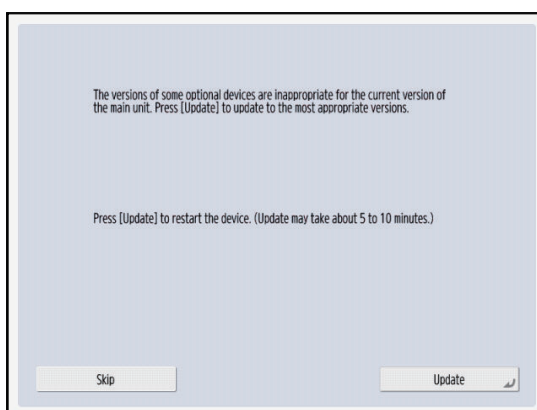 The versions of some optional devices are inappropriate for the current version of
the main unit. Press [Update] to update to the most appropriate versions.
Press [Update] to restart the device. (Update may take about 5 to 10 minutes.)
Skip
Update